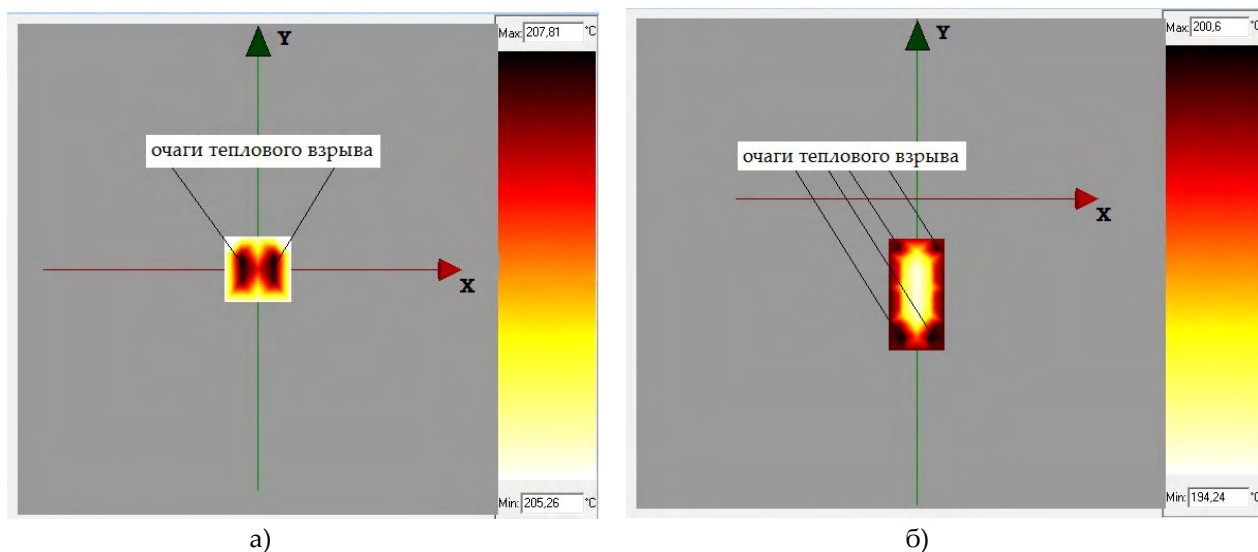 Max: 207,81 °C
Y
очаги теплового взрыва
X
Min: 205,26 °C
а)
Max: 200,6 °C
Y
очаги теплового взрыва
X
Min: 194,24 °C
б)